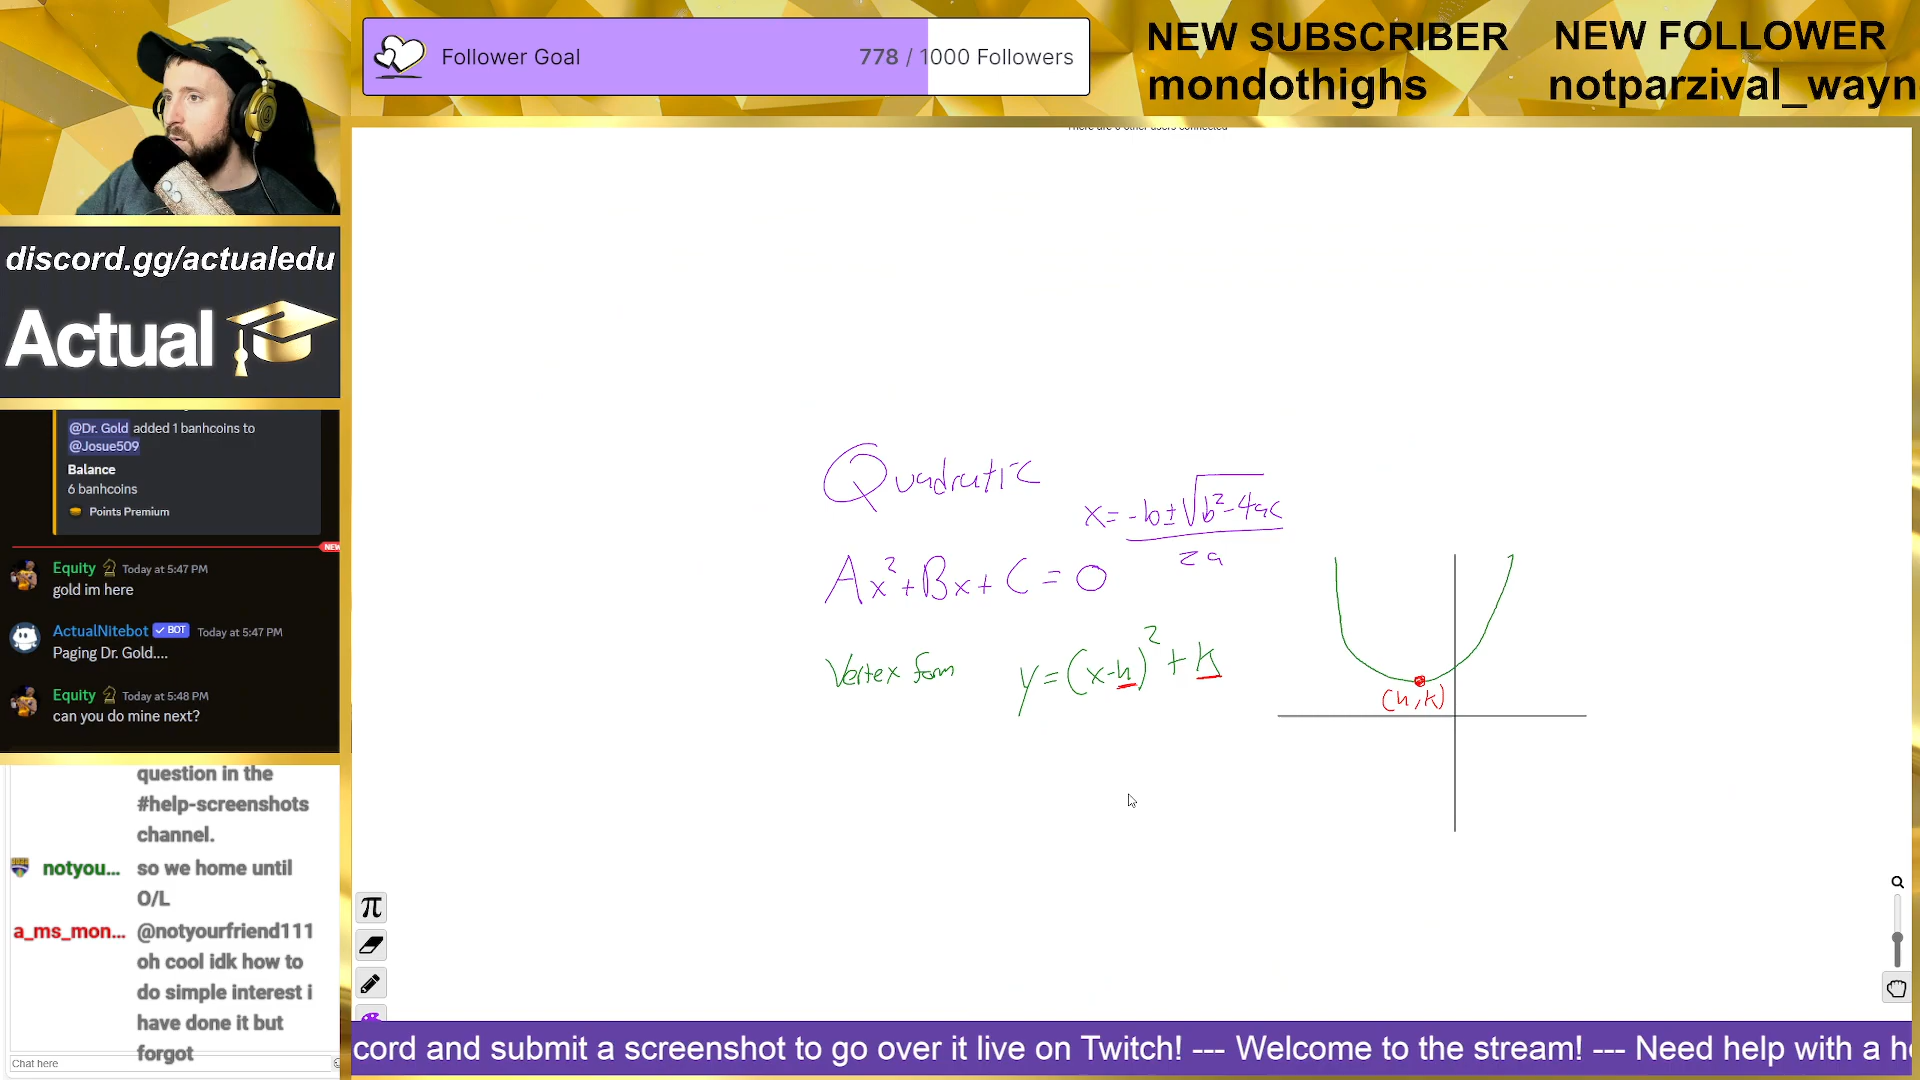 Follower Goal
778 / 1000 Followers
NEW SUBSCRIBER
mondothighs
NEW FOLLOWER
notparzival_wayn
There are 6 other users connected
discord.gg/actualedu
Actual
@Dr. Gold added 1 banhcoins to
@Josue509
Balance
6 banhcoins
Points Premium
NEW
Equity Today at 5:47 PM
gold im here
ActualNitebot ✓ BOT Today at 5:47 PM
Paging Dr. Gold....
Equity Today at 5:48 PM
can you do mine next?
question in the
#help-screenshots
channel.
notyou... so we home until
O/L
a_ms_mon... @notyourfriend111
oh cool idk how to
do simple interest i
have done it but
forgot
Chat here
Quadratic
x = (-b±√(b²-4ac))/2a
Ax²+Bx+C=0
Vertex form y=(x-h)²+k
(h,k)
π
cord and submit a screenshot to go over it live on Twitch! --- Welcome to the stream! --- Need help with a h